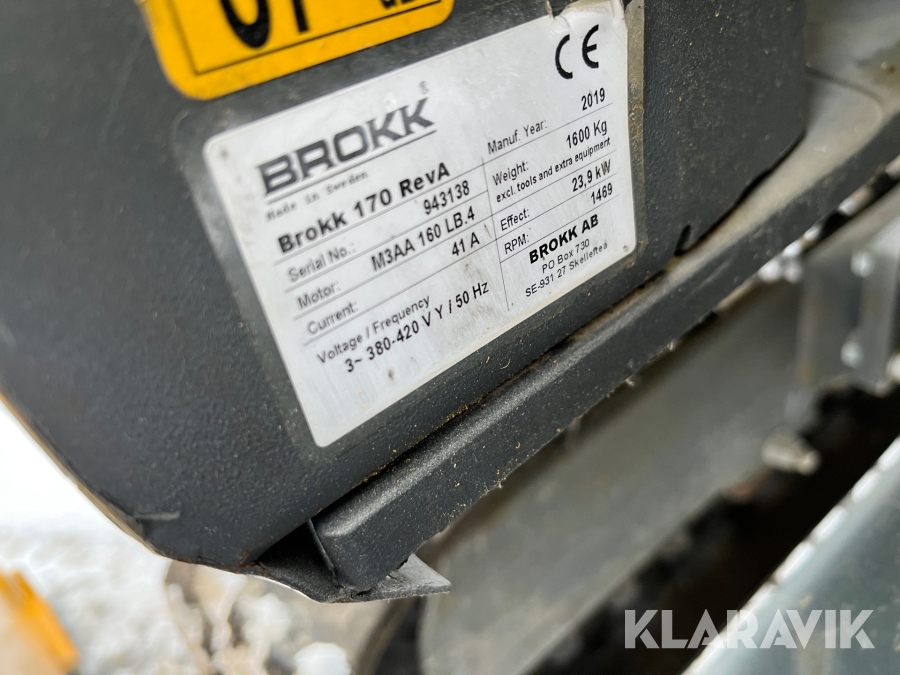 07
CE
BROKK®
Made in Sweden
Brokk 170 RevA
Serial No.: 943138
Motor: M3AA 160 LB.4
Current: 41 A
Voltage / Frequency
3~ 380-420 V Y / 50 Hz
Manuf. Year: 2019
Weight: 1600 Kg
excl. tools and extra equipment
Effect: 23,9 kW
RPM: 1469
BROKK AB
PO Box 730
SE-931 27 Skellefteå
KLARAVIK